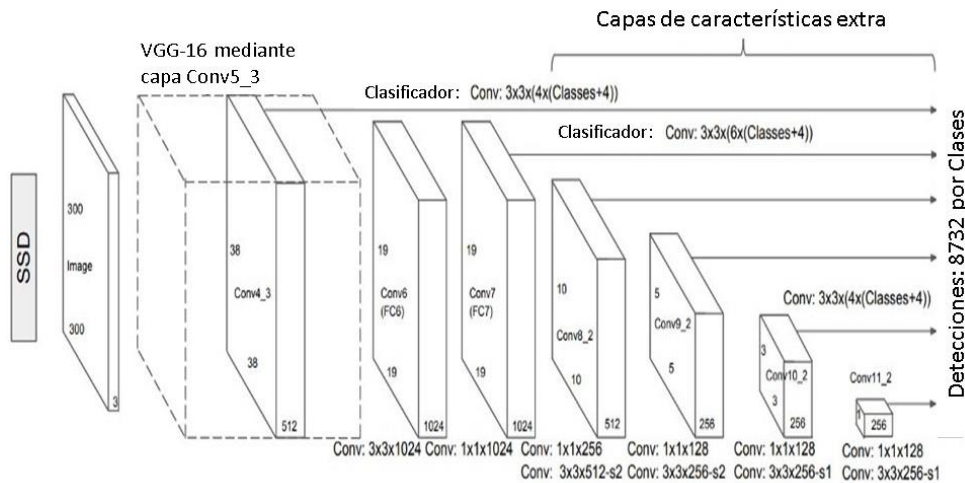 Capas de características extra
VGG-16 mediante
capa Conv5_3
Clasificador: Conv: 3x3x(4x(Classes+4))
Clasificador: Conv: 3x3x(6x(Classes+4))
SSD
300
Image
300
3
38
Conv4_3
38
512
19
Conv6
(FC6)
19
1024
19
Conv7
(FC7)
19
1024
10
Conv8_2
10
512
5
Conv9_2
5
256
Conv: 3x3x(4x(Classes+4))
3
Conv10_2
3
256
Conv11_2
1
256
Detecciones: 8732 por Clases
Conv: 3x3x1024
Conv: 1x1x1024
Conv: 1x1x256
Conv: 3x3x512-s2
Conv: 1x1x128
Conv: 3x3x256-s2
Conv: 1x1x128
Conv: 3x3x256-s1
Conv: 1x1x128
Conv: 3x3x256-s1